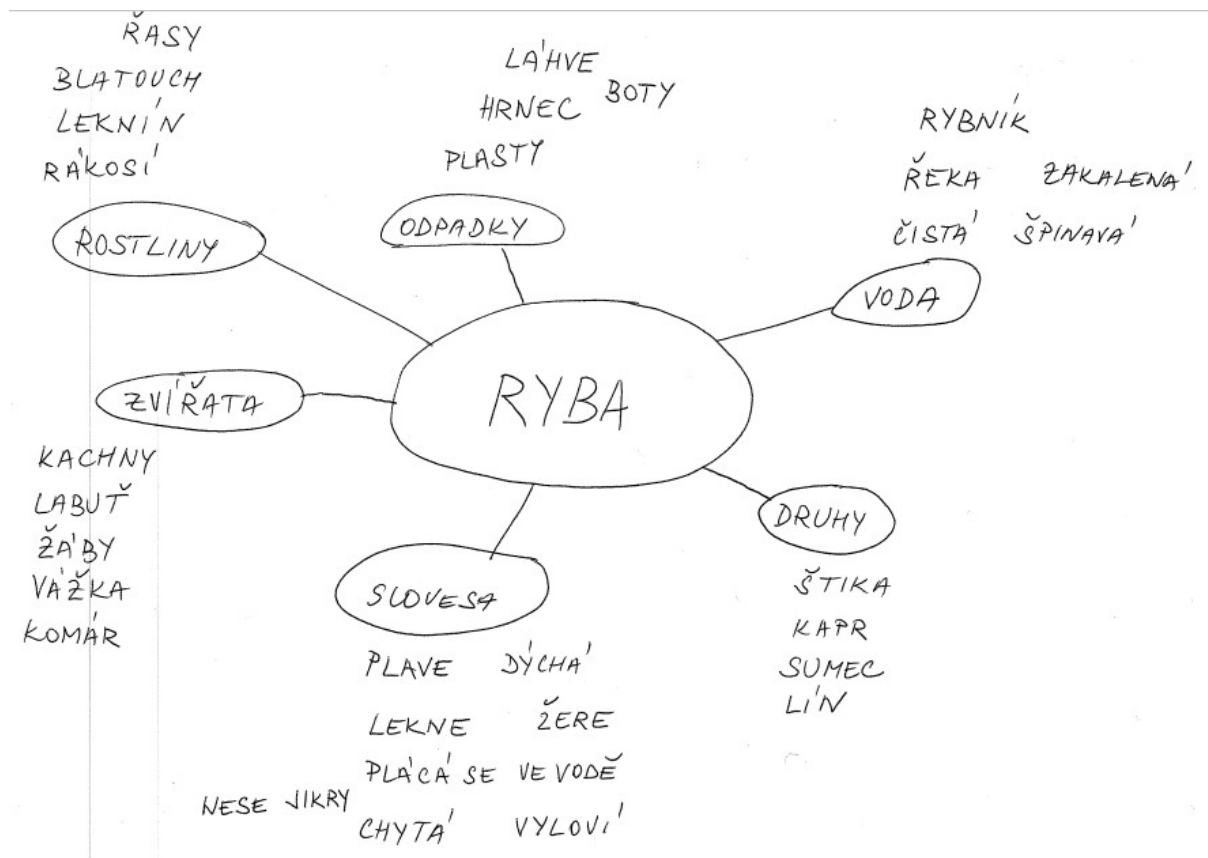 ŘASY
BLATOUCH
LEKNÍN
RÁKOSÍ
ROSTLINY
LÁHVE
BOTY
HRNEC
PLASTY
ODPADKY
RYBNÍK
ŘEKA ZAKALENÁ
ČISTÁ ŠPINAVÁ
VODA
RYBA
ZVÍŘATA
KACHNY
LABUŤ
ŽÁBY
VÁŽKA
KOMÁR
SLOVESA
PLAVE DÝCHÁ
LEKNE ŽERE
PLÁCÁ SE VE VODĚ
NESE JIKRY
CHYTÁ VYLOVÍ
DRUHY
ŠTIKA
KAPR
SUMEC
LÍN